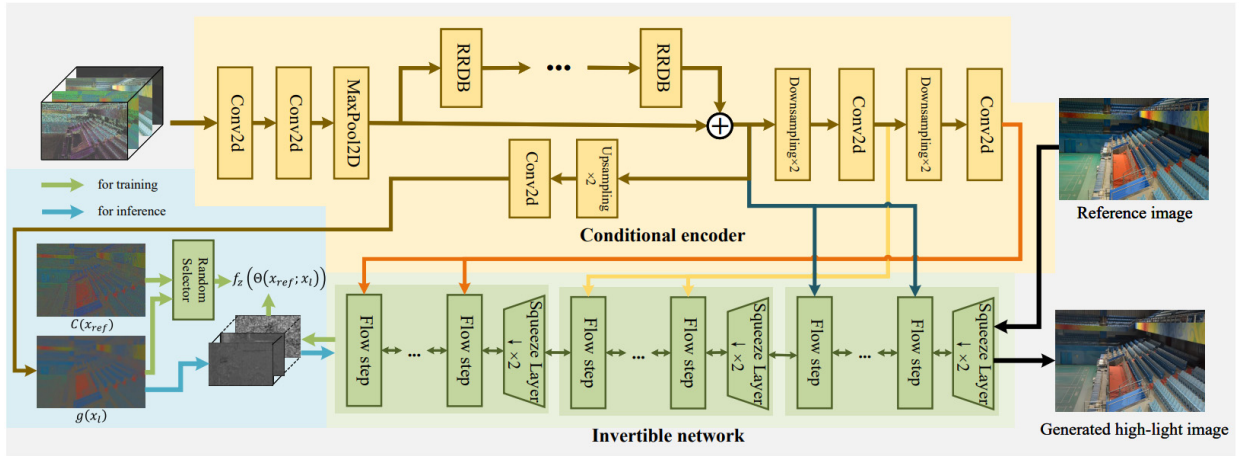 RRDB
•••
RRDB
Conv2d
Conv2d
MaxPool2D
+
Downsampling×2
Conv2d
Downsampling×2
Conv2d
Conv2d
Upsampling
×2
for training
for inference
Conditional encoder
Reference image
Random
Selector
f_z (Θ(x_ref; x_l))
C(x_ref)
g(x_l)
Flow step
...
Flow step
Squeeze Layer
↓ ×2
Flow step
...
Flow step
Squeeze Layer
↓ ×2
Flow step
...
Flow step
Squeeze Layer
↓ ×2
Invertible network
Generated high-light image